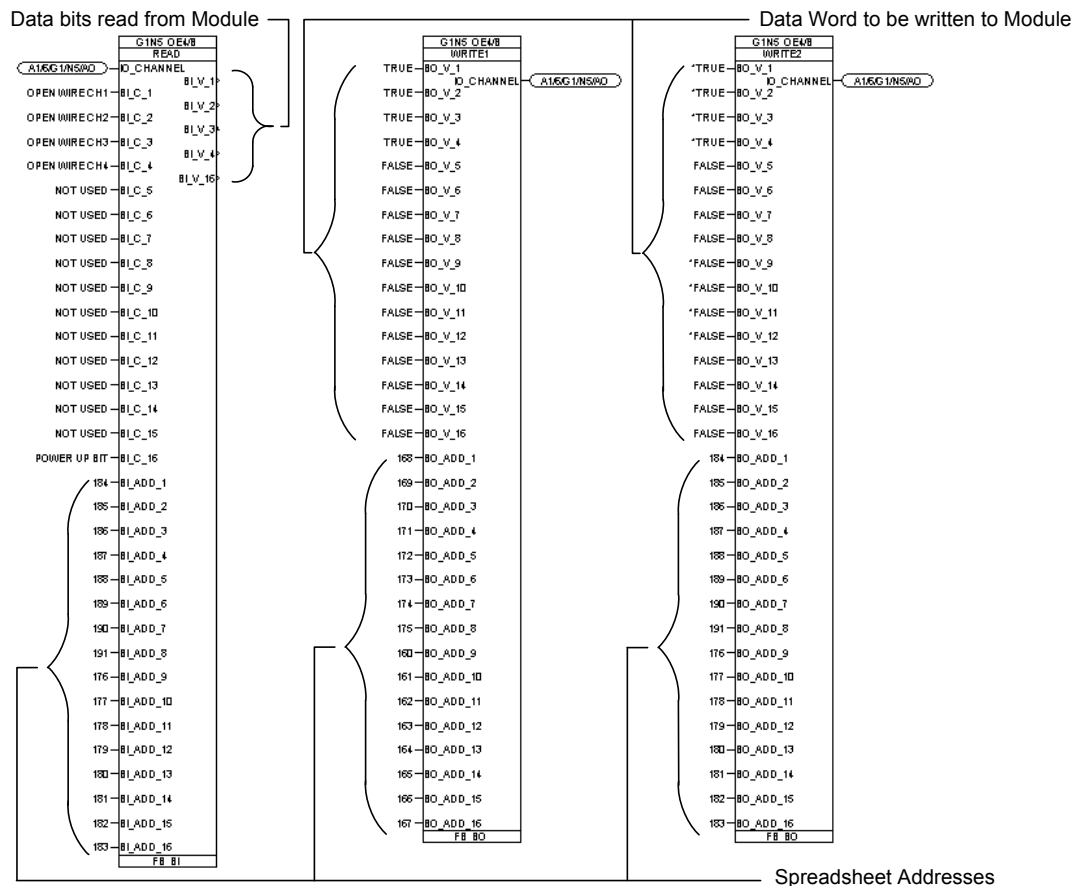 Data bits read from Module
Data Word to be written to Module
G1N5 OE4/B
READ
A1/6/G1/N5/AO
IO_CHANNEL
BI_V_1
OPEN WIRE CH1 BI_C_1
BI_V_2
OPEN WIRE CH2 BI_C_2
BI_V_3
OPEN WIRE CH3 BI_C_3
BI_V_4
OPEN WIRE CH4 BI_C_4
BI_V_16
NOT USED BI_C_5
NOT USED BI_C_6
NOT USED BI_C_7
NOT USED BI_C_8
NOT USED BI_C_9
NOT USED BI_C_10
NOT USED BI_C_11
NOT USED BI_C_12
NOT USED BI_C_13
NOT USED BI_C_14
NOT USED BI_C_15
POWER UP BIT BI_C_16
184 BI_ADD_1
185 BI_ADD_2
186 BI_ADD_3
187 BI_ADD_4
188 BI_ADD_5
189 BI_ADD_6
190 BI_ADD_7
191 BI_ADD_8
176 BI_ADD_9
177 BI_ADD_10
178 BI_ADD_11
179 BI_ADD_12
180 BI_ADD_13
181 BI_ADD_14
182 BI_ADD_15
183 BI_ADD_16
FB BI
G1N5 OE4/B
WRITE1
TRUE BO_V_1
IO_CHANNEL A1/6/G1/N5/AO
TRUE BO_V_2
TRUE BO_V_3
TRUE BO_V_4
FALSE BO_V_5
FALSE BO_V_6
FALSE BO_V_7
FALSE BO_V_8
FALSE BO_V_9
FALSE BO_V_10
FALSE BO_V_11
FALSE BO_V_12
FALSE BO_V_13
FALSE BO_V_14
FALSE BO_V_15
FALSE BO_V_16
168 BO_ADD_1
169 BO_ADD_2
170 BO_ADD_3
171 BO_ADD_4
172 BO_ADD_5
173 BO_ADD_6
174 BO_ADD_7
175 BO_ADD_8
160 BO_ADD_9
161 BO_ADD_10
162 BO_ADD_11
163 BO_ADD_12
164 BO_ADD_13
165 BO_ADD_14
166 BO_ADD_15
167 BO_ADD_16
FB BO
G1N5 OE4/B
WRITE2
*TRUE BO_V_1
IO_CHANNEL A1/6/G1/N5/AO
*TRUE BO_V_2
*TRUE BO_V_3
*TRUE BO_V_4
FALSE BO_V_5
FALSE BO_V_6
FALSE BO_V_7
FALSE BO_V_8
*FALSE BO_V_9
*FALSE BO_V_10
*FALSE BO_V_11
*FALSE BO_V_12
FALSE BO_V_13
FALSE BO_V_14
FALSE BO_V_15
FALSE BO_V_16
184 BO_ADD_1
185 BO_ADD_2
186 BO_ADD_3
187 BO_ADD_4
188 BO_ADD_5
189 BO_ADD_6
190 BO_ADD_7
191 BO_ADD_8
176 BO_ADD_9
177 BO_ADD_10
178 BO_ADD_11
179 BO_ADD_12
180 BO_ADD_13
181 BO_ADD_14
182 BO_ADD_15
183 BO_ADD_16
FB BO
Spreadsheet Addresses